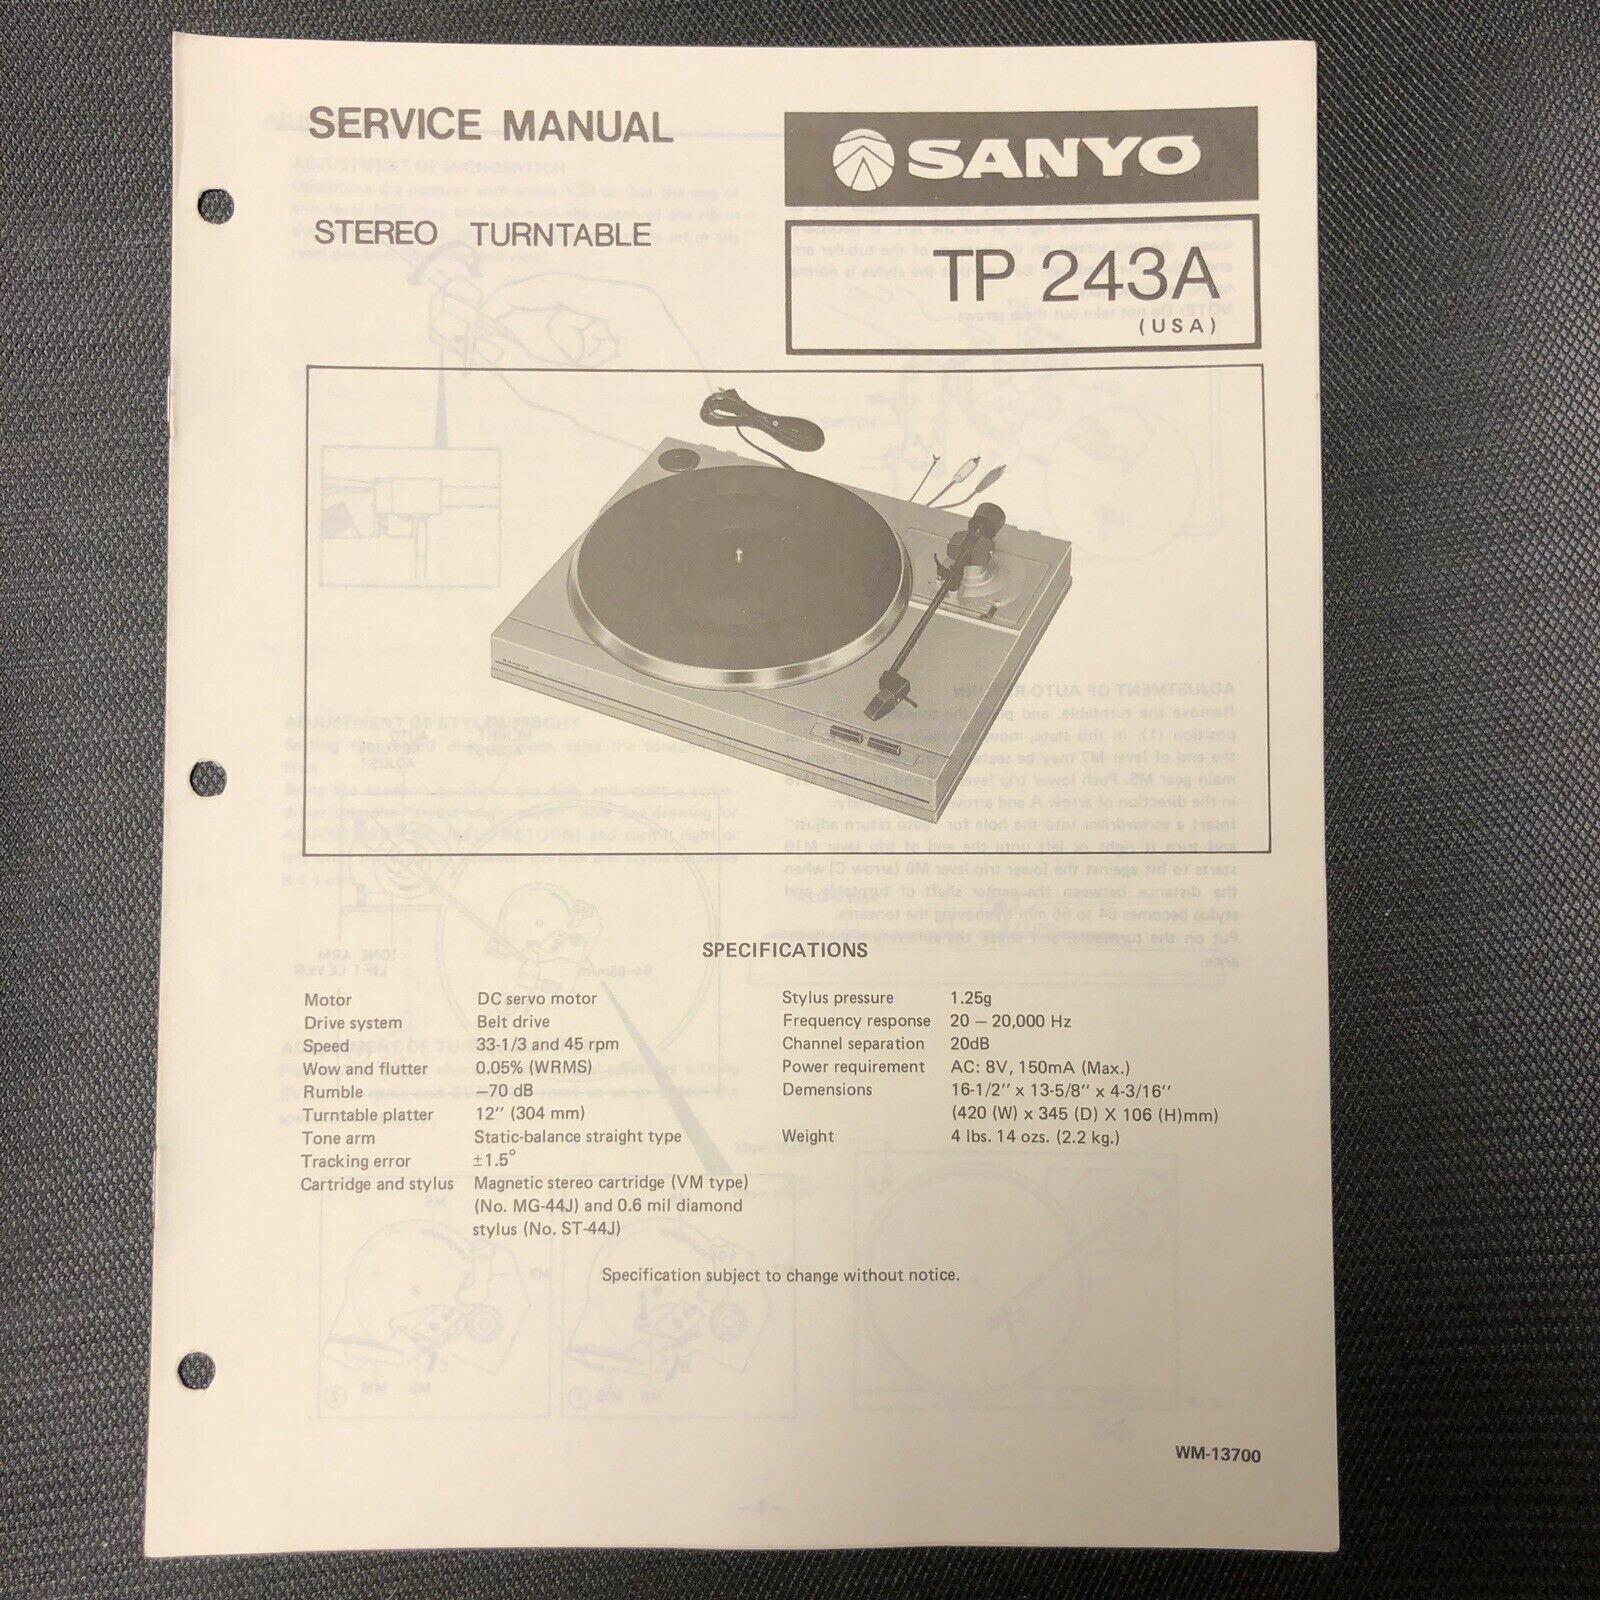 SERVICE MANUAL
SANYO
STEREO TURNTABLE
TP 243A
(USA)
SANYO
SPECIFICATIONS
Motor DC servo motor
Drive system Belt drive
Speed 33-1/3 and 45 rpm
Wow and flutter 0.05% (WRMS)
Rumble −70 dB
Turntable platter 12'' (304 mm)
Tone arm Static-balance straight type
Tracking error ±1.5°
Cartridge and stylus Magnetic stereo cartridge (VM type)
(No. MG-44J) and 0.6 mil diamond
stylus (No. ST-44J)
Stylus pressure 1.25g
Frequency response 20 – 20,000 Hz
Channel separation 20dB
Power requirement AC: 8V, 150mA (Max.)
Demensions 16-1/2'' x 13-5/8'' x 4-3/16''
(420 (W) x 345 (D) X 106 (H)mm)
Weight 4 lbs. 14 ozs. (2.2 kg.)
Specification subject to change without notice.
WM-13700